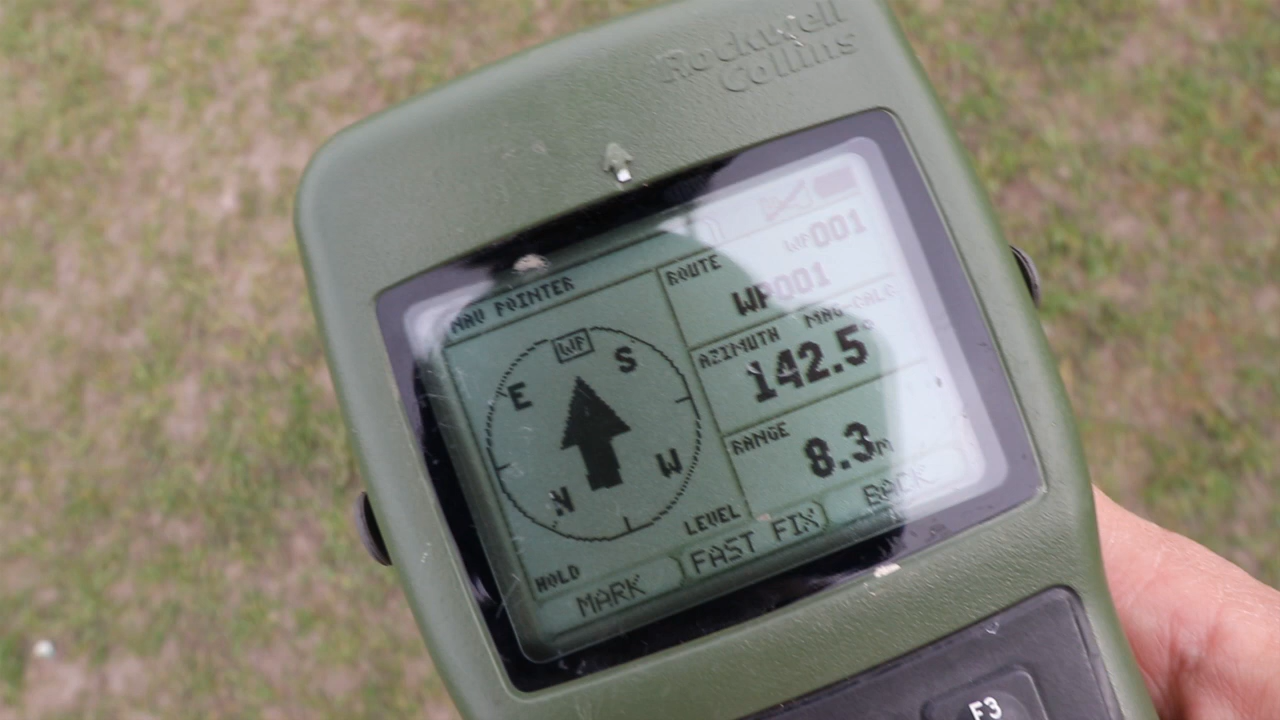 Rockwell
Collins
WP001
NAV POINTER
ROUTE
WP001
WP
S
E
W
N
AZIMUTH MAG-CALC
142.5°
RANGE
8.3m
HOLD
LEVEL
MARK
FAST FIX
BACK
F3